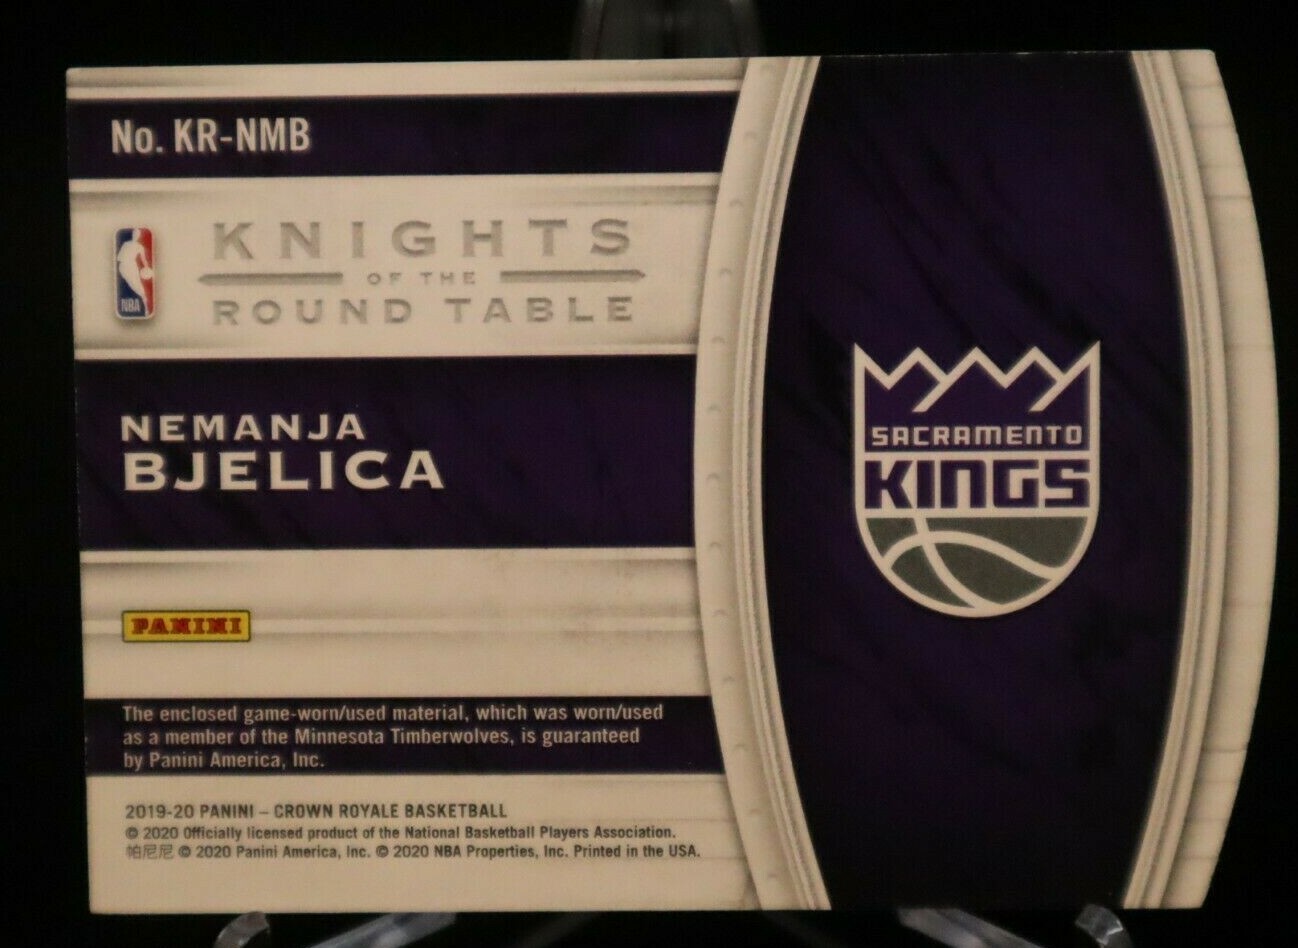 No. KR-NMB
NBA
KNIGHTS
OF THE
ROUND TABLE
NEMANJA
BJELICA
SACRAMENTO
KINGS
PANINI
The enclosed game-worn/used material, which was worn/used
as a member of the Minnesota Timberwolves, is guaranteed
by Panini America, Inc.
2019-20 PANINI – CROWN ROYALE BASKETBALL
© 2020 Officially licensed product of the National Basketball Players Association.
帕尼尼 © 2020 Panini America, Inc. © 2020 NBA Properties, Inc. Printed in the USA.